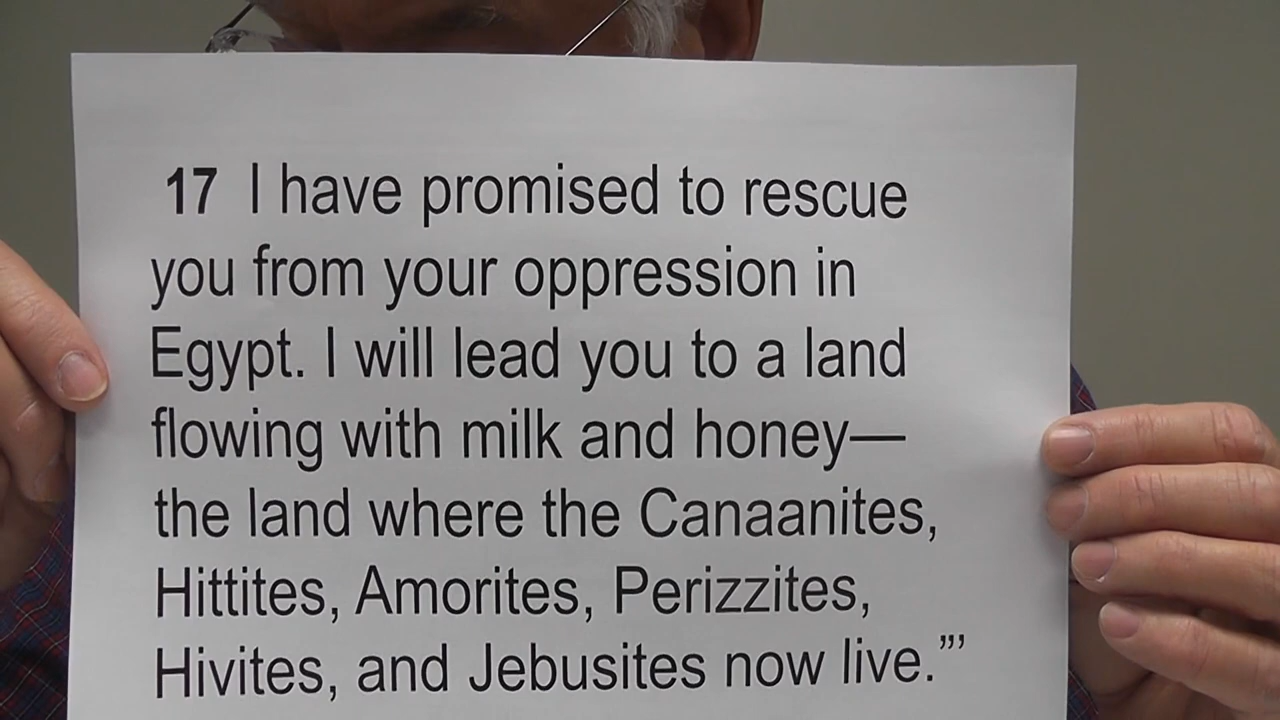 17 I have promised to rescue
you from your oppression in
Egypt. I will lead you to a land
flowing with milk and honey—
the land where the Canaanites,
Hittites, Amorites, Perizzites,
Hivites, and Jebusites now live.”’”